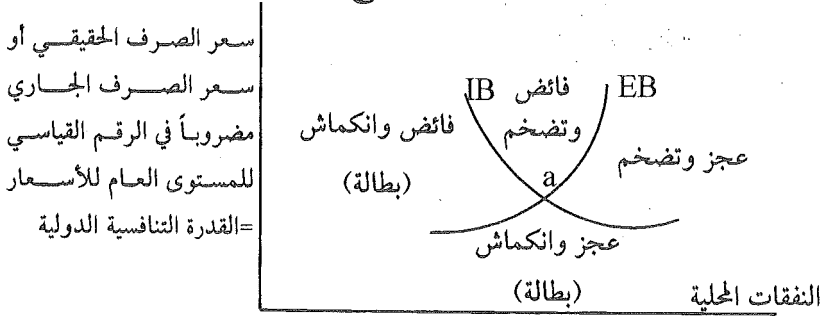 سعر الصرف الحقيقي أو
سعر الصرف الجاري
مضروباً في الرقم القياسي
للمستوى العام للأسعار
=القدرة التنافسية الدولية
EB
فائض
IB
وتضخم
فائض وانكماش
(بطالة)
عجز وتضخم
a
عجز وانكماش
(بطالة)
النفقات المحلية